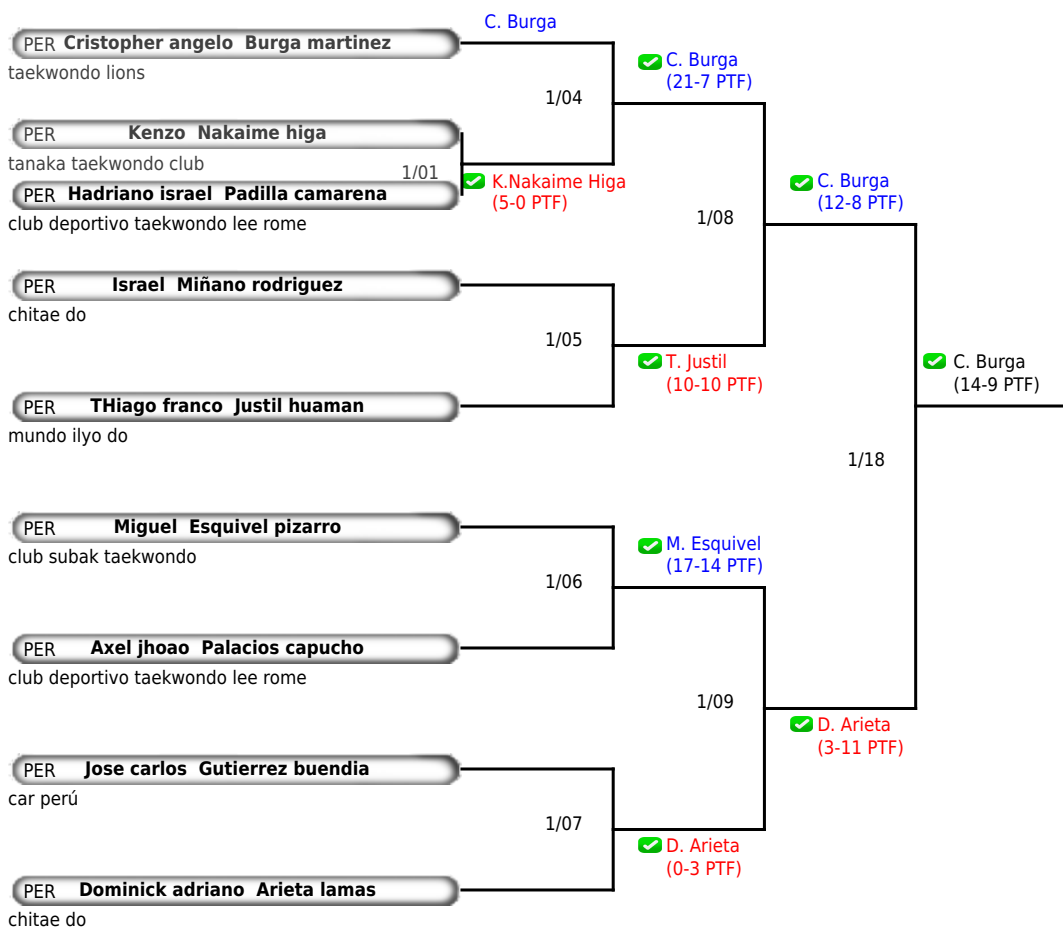 C. Burga
PER Cristopher angelo Burga martinez
taekwondo lions
C. Burga
(21-7 PTF)
1/04
PER Kenzo Nakaime higa
tanaka taekwondo club
1/01
K.Nakaime Higa
(5-0 PTF)
PER Hadriano israel Padilla camarena
club deportivo taekwondo lee rome
C. Burga
(12-8 PTF)
1/08
PER Israel Miñano rodriguez
chitae do
1/05
T. Justil
(10-10 PTF)
C. Burga
(14-9 PTF)
PER THiago franco Justil huaman
mundo ilyo do
1/18
PER Miguel Esquivel pizarro
club subak taekwondo
M. Esquivel
(17-14 PTF)
1/06
PER Axel jhoao Palacios capucho
club deportivo taekwondo lee rome
1/09
D. Arieta
(3-11 PTF)
PER Jose carlos Gutierrez buendia
car perú
1/07
D. Arieta
(0-3 PTF)
PER Dominick adriano Arieta lamas
chitae do